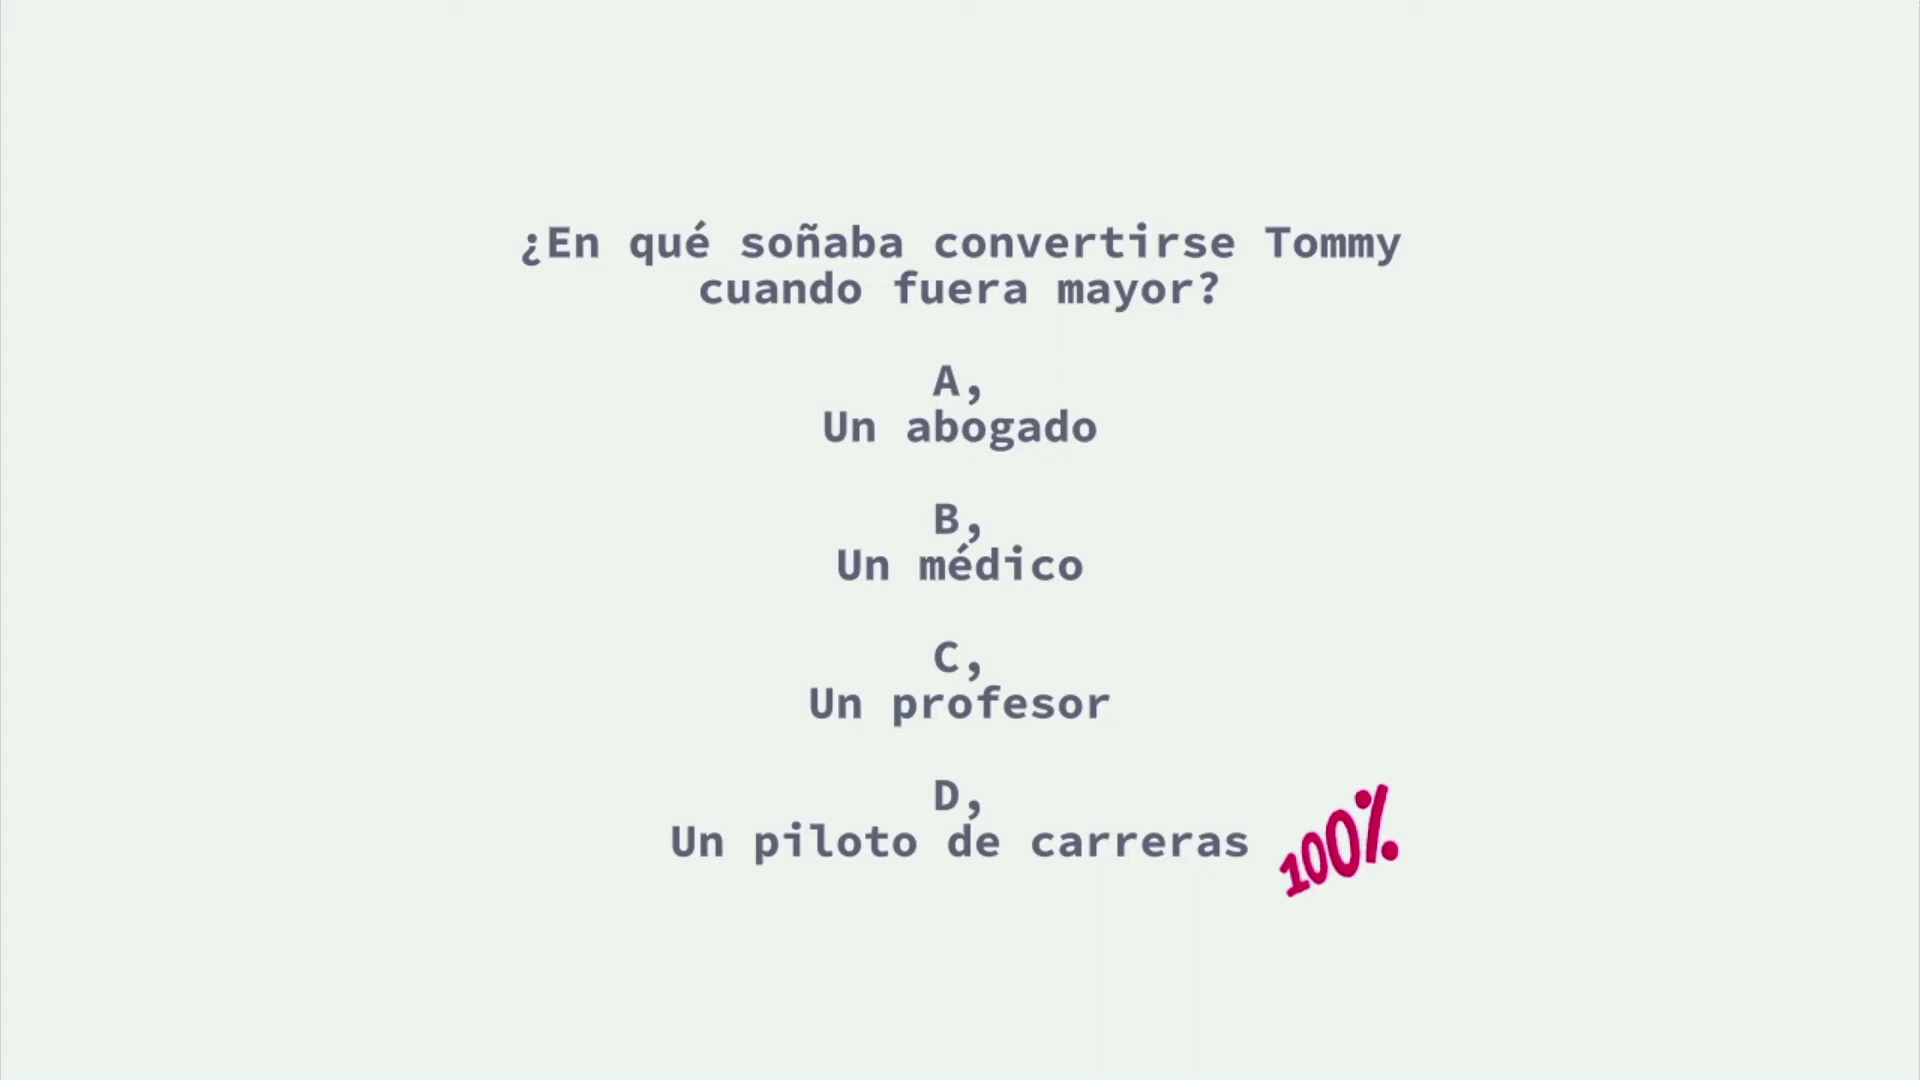 ¿En qué soñaba convertirse Tommy
cuando fuera mayor?
A,
Un abogado
B,
Un médico
C,
Un profesor
D,
Un piloto de carreras
100%